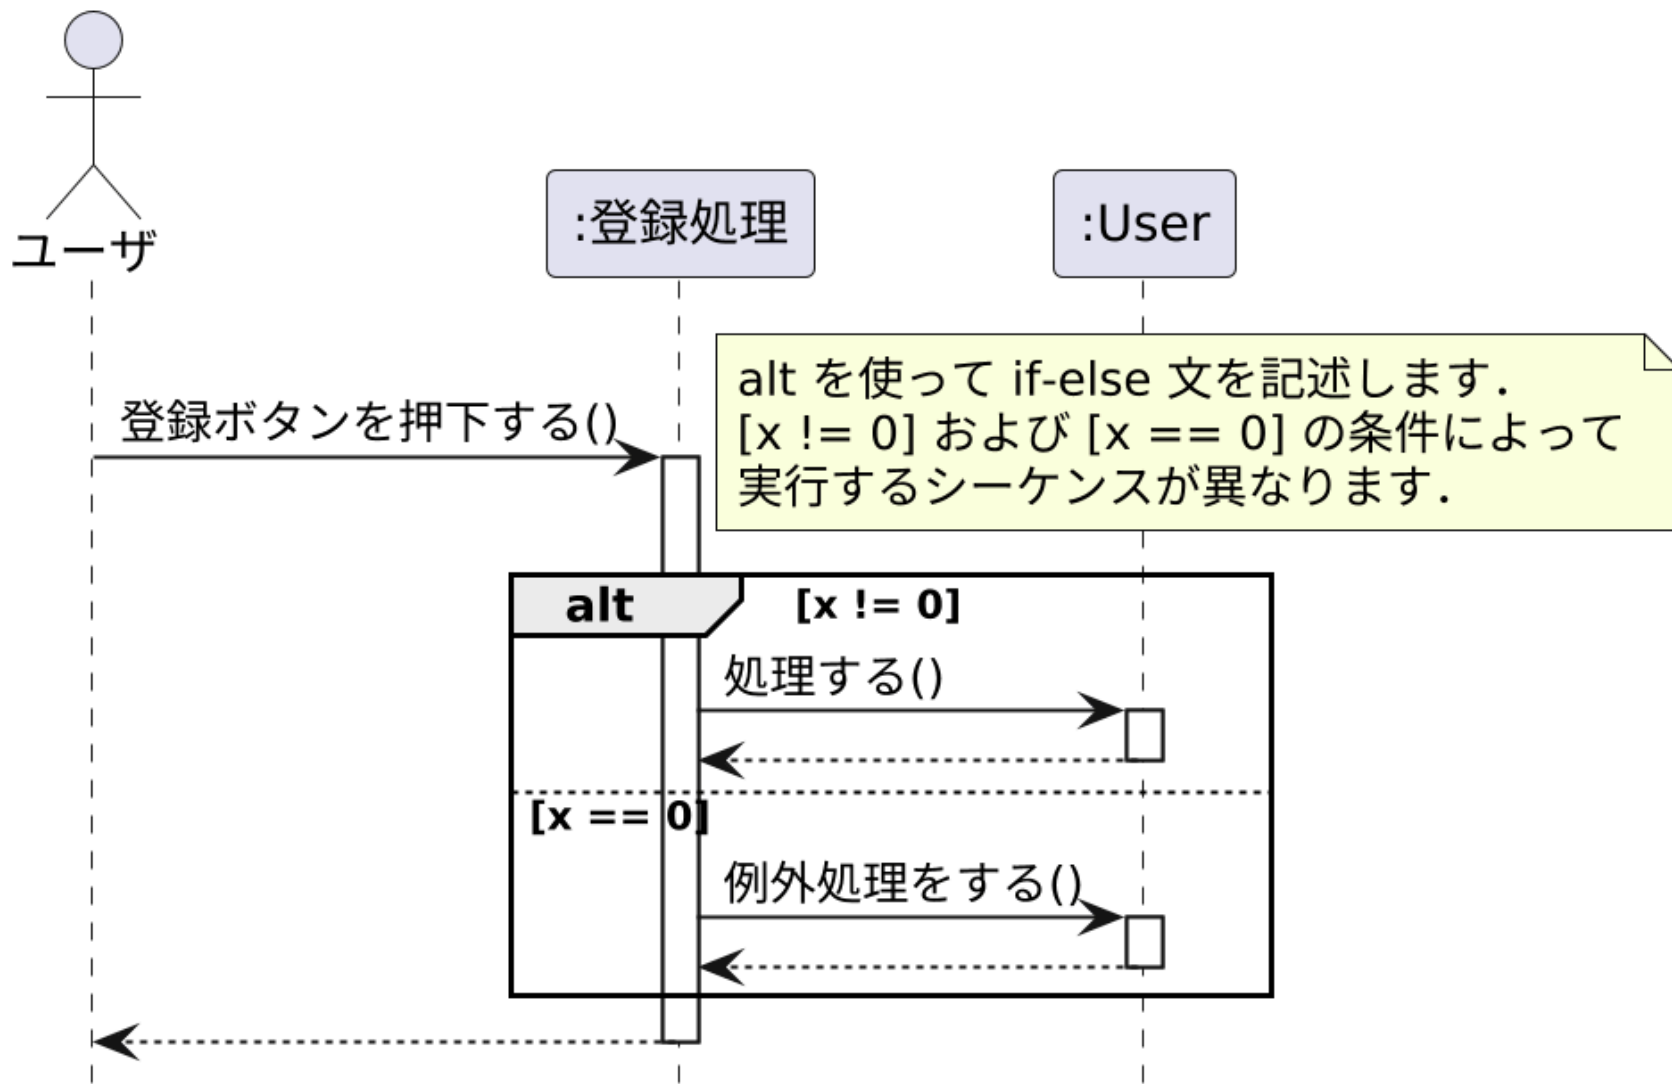 ユーザ
:登録処理
:User
alt を使って if-else 文を記述します.
[x != 0] および [x == 0] の条件によって
実行するシーケンスが異なります.
登録ボタンを押下する()
alt
[x != 0]
処理する()
[x == 0]
例外処理をする()